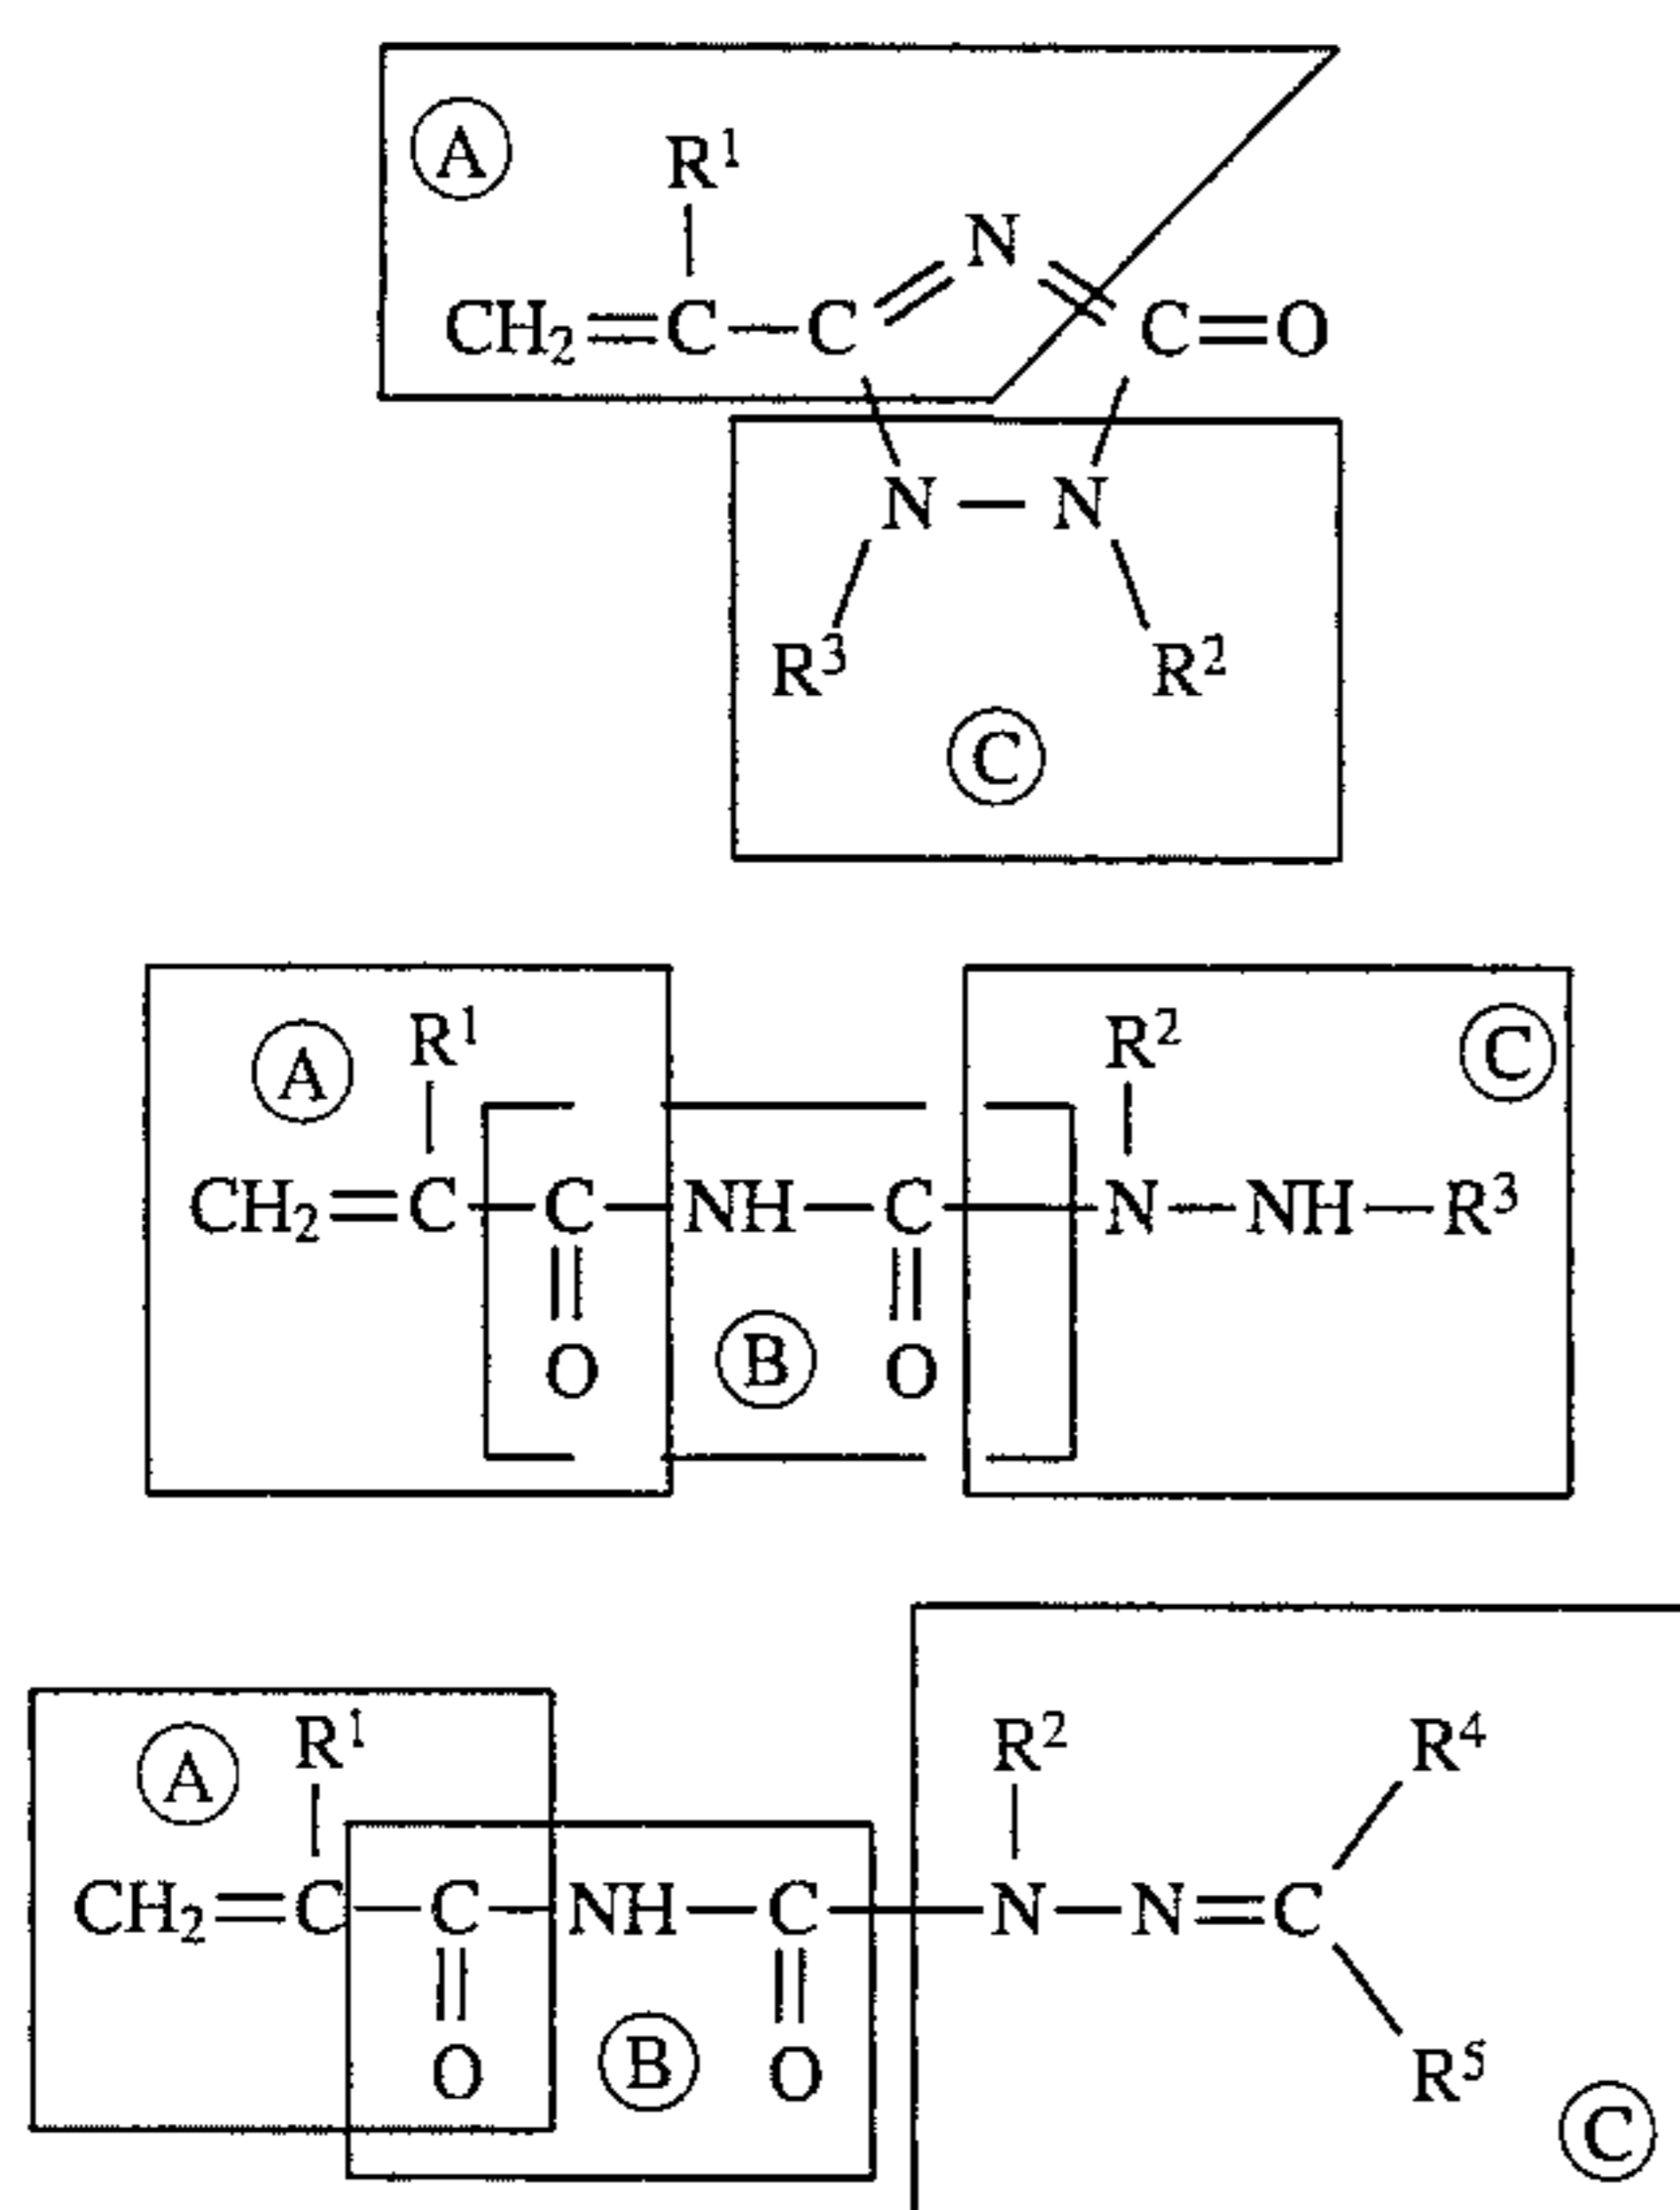 Ⓐ R¹
N
CH₂=C—C C=O
N—N
R³ R²
Ⓒ
Ⓐ R¹ R² Ⓒ
CH₂=C—C—NH—C—N—NH—R³
O Ⓑ O
Ⓐ R¹ R² R⁴
CH₂=C—C—NH—C—N—N=C
O Ⓑ O R⁵
Ⓒ